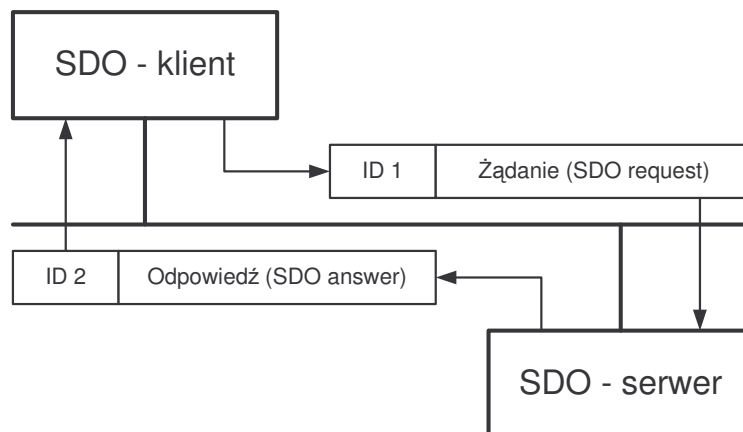 SDO - klient
ID 1
Żądanie (SDO request)
ID 2
Odpowiedź (SDO answer)
SDO - serwer